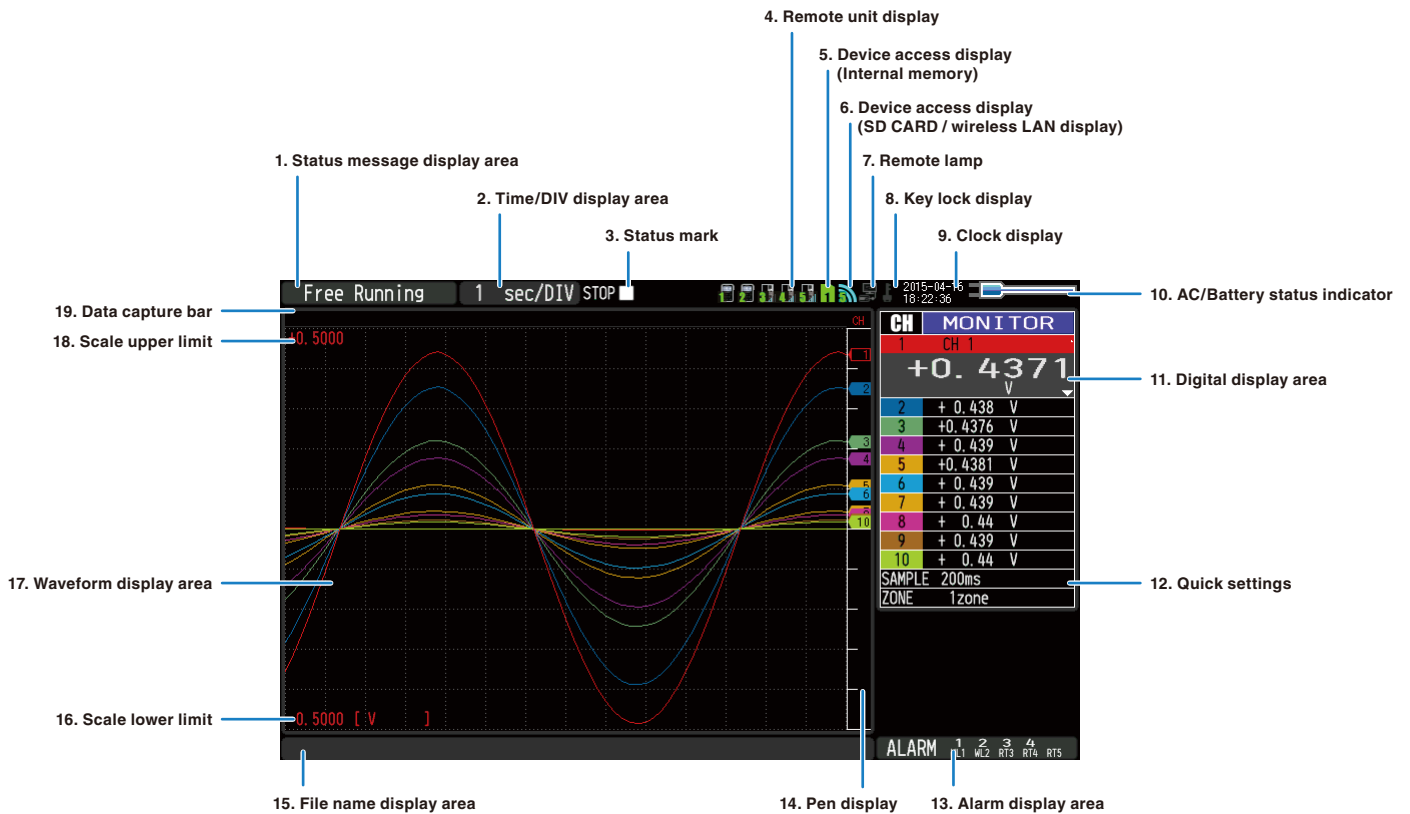 4. Remote unit display
5. Device access display
(Internal memory)
6. Device access display
(SD CARD / wireless LAN display)
1. Status message display area
7. Remote lamp
2. Time/DIV display area
8. Key lock display
3. Status mark
9. Clock display
Free Running
1 sec/DIV
STOP
1 2 3 4 5 1 5
2015-04-16
18:22:36
10. AC/Battery status indicator
19. Data capture bar
18. Scale upper limit
+0.5000
CH
1
2
3
4
5
6
10
CH MONITOR
1 CH 1
+0. 4371
V
11. Digital display area
2 + 0.438 V
3 +0.4376 V
4 + 0.439 V
5 +0.4381 V
6 + 0.439 V
7 + 0.439 V
8 + 0.44 V
9 + 0.439 V
10 + 0.44 V
SAMPLE 200ms
ZONE 1zone
12. Quick settings
17. Waveform display area
16. Scale lower limit
0.5000 [ V ]
ALARM
1 2 3 4
WL2 RT3 RT4 RT5
15. File name display area
14. Pen display
13. Alarm display area